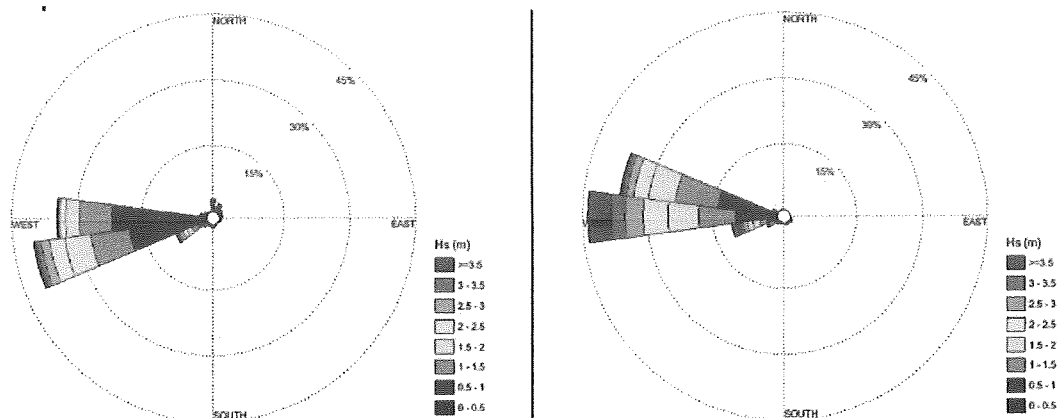 NORTH
45%
30%
15%
WEST
EAST
Hs (m)
>=3.5
3 - 3.5
2.5 - 3
2 - 2.5
1.5 - 2
1 - 1.5
0.5 - 1
0 - 0.5
SOUTH
NORTH
45%
30%
15%
EAST
Hs (m)
>=3.5
3 - 3.5
2.5 - 3
2 - 2.5
1.5 - 2
1 - 1.5
0.5 - 1
0 - 0.5
SOUTH